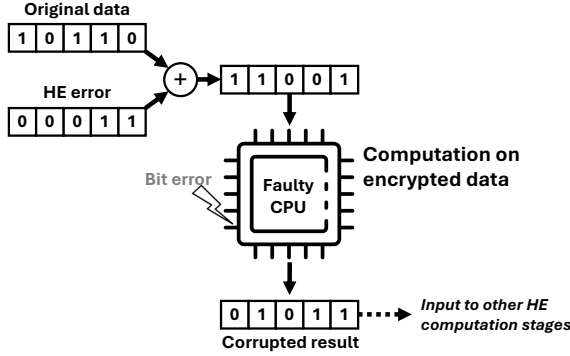 Original data
1 0 1 1 0
HE error
0 0 0 1 1
+
1 1 0 0 1
Computation on
encrypted data
Bit error
Faulty
CPU
0 1 0 1 1
Corrupted result
Input to other HE
computation stages